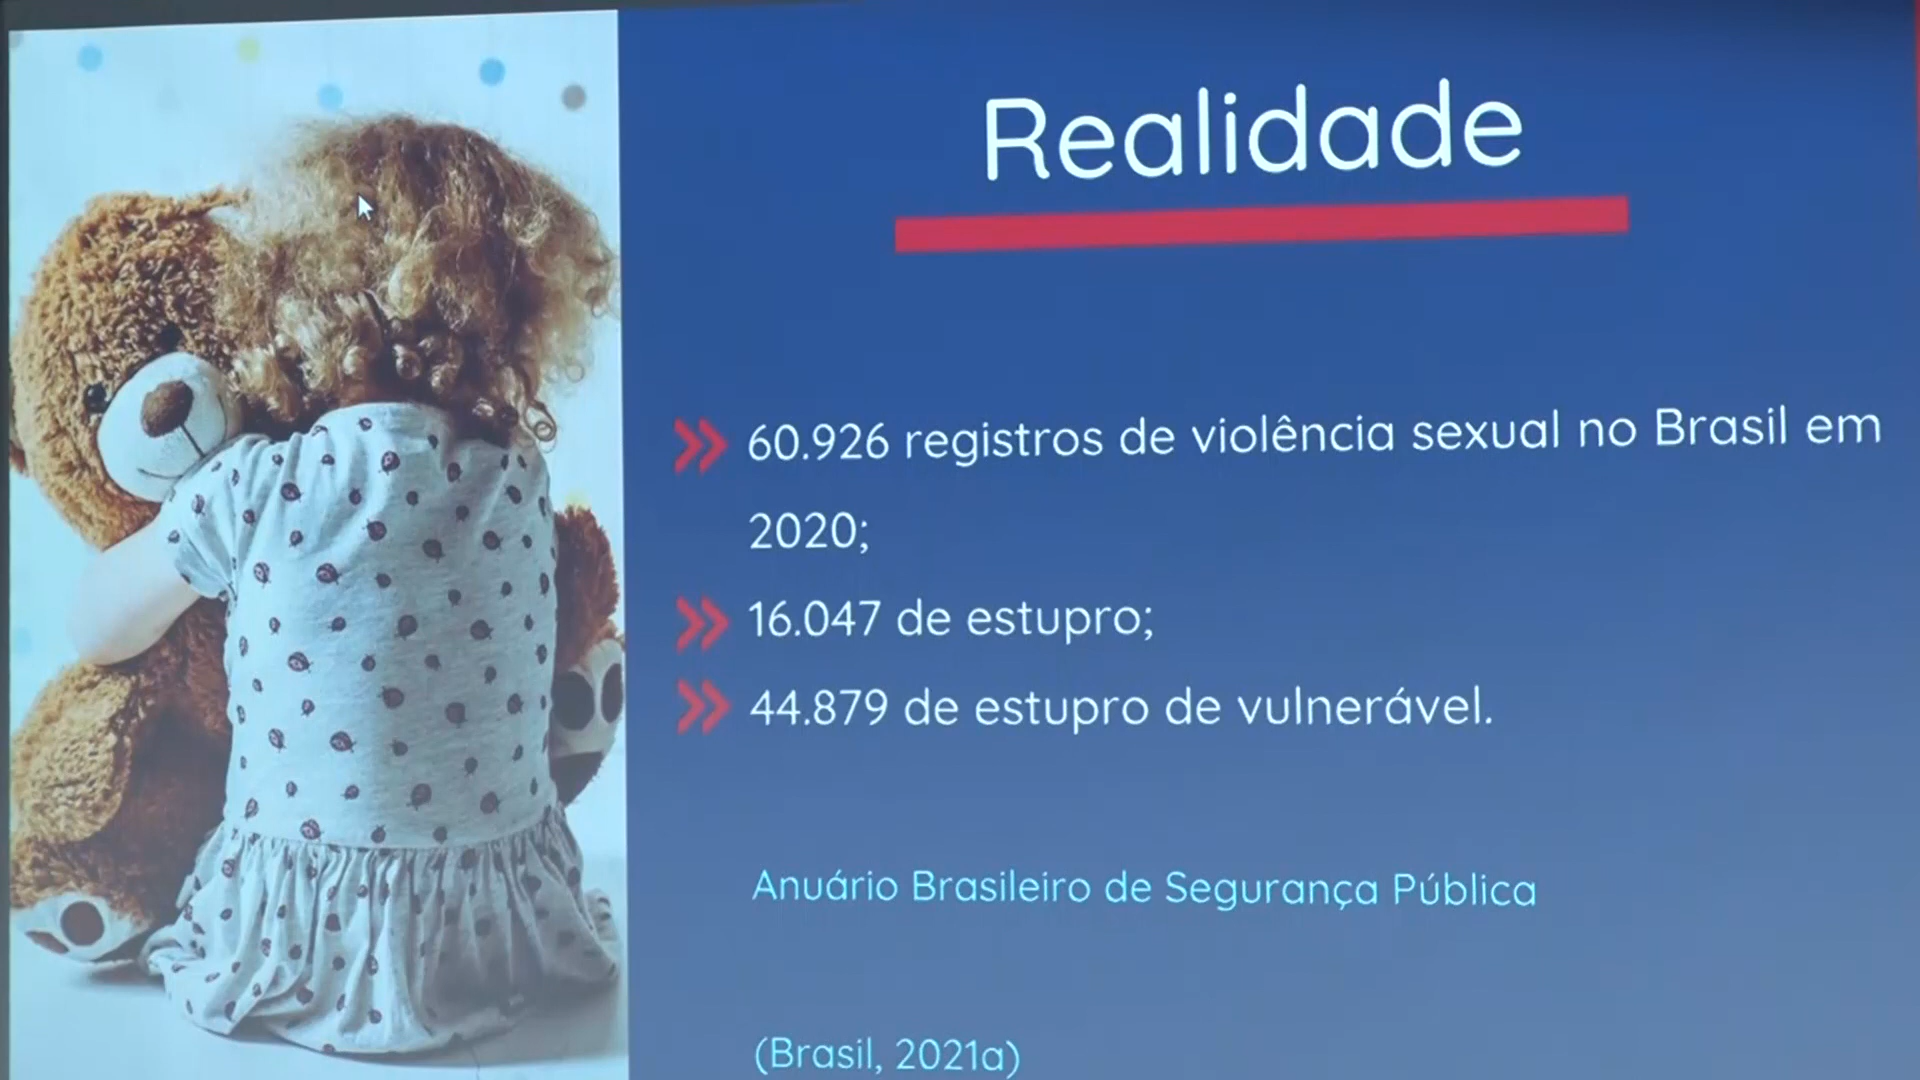 Realidade
60.926 registros de violência sexual no Brasil em
2020;
16.047 de estupro;
44.879 de estupro de vulnerável.
Anuário Brasileiro de Segurança Pública
(Brasil, 2021a)